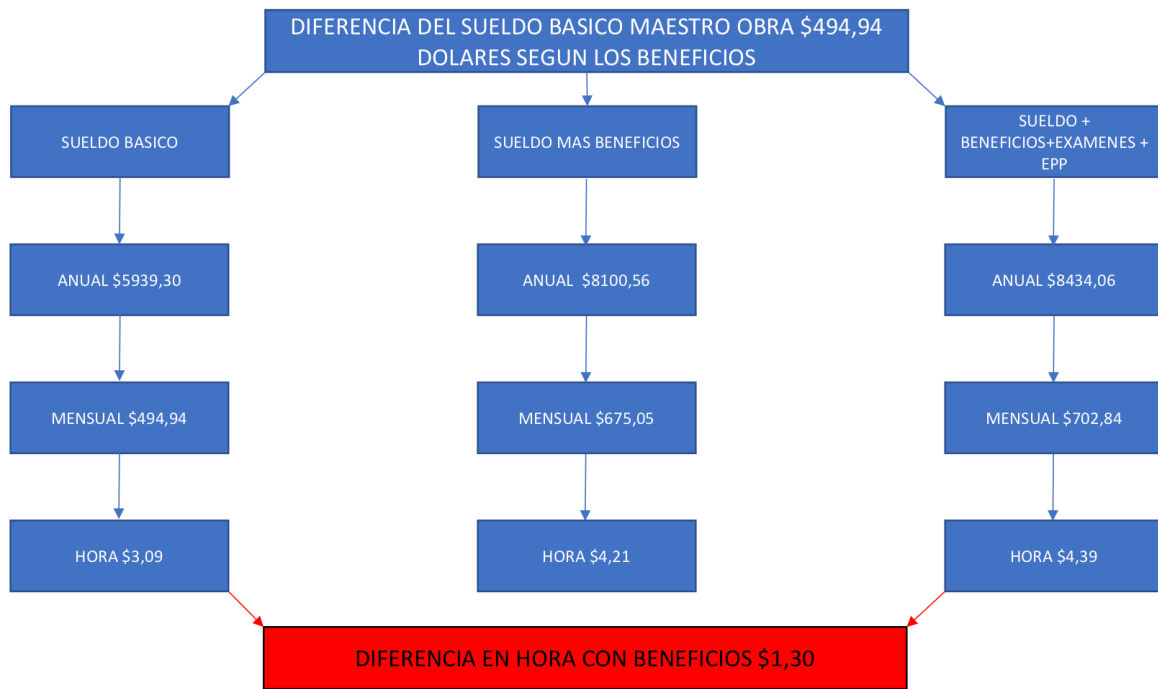 DIFERENCIA DEL SUELDO BASICO MAESTRO OBRA $494,94
DOLARES SEGUN LOS BENEFICIOS
SUELDO BASICO
SUELDO MAS BENEFICIOS
SUELDO +
BENEFICIOS+EXAMENES +
EPP
ANUAL $5939,30
ANUAL  $8100,56
ANUAL $8434,06
MENSUAL $494,94
MENSUAL $675,05
MENSUAL $702,84
HORA $3,09
HORA $4,21
HORA $4,39
DIFERENCIA EN HORA CON BENEFICIOS $1,30